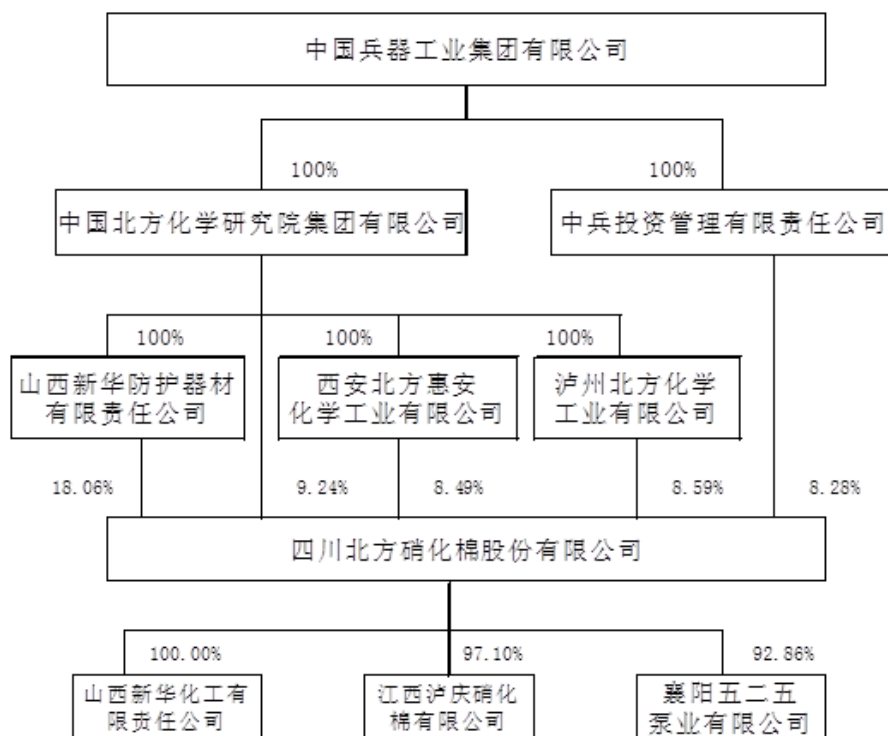 中国兵器工业集团有限公司
100%
100%
中国北方化学研究院集团有限公司
中兵投资管理有限责任公司
100%
100%
100%
山西新华防护器材
有限责任公司
西安北方惠安
化学工业有限公司
泸州北方化学
工业有限公司
18.06%
9.24%
8.49%
8.59%
8.28%
四川北方硝化棉股份有限公司
100.00%
97.10%
92.86%
山西新华化工有
限责任公司
江西泸庆硝化
棉有限公司
襄阳五二五
泵业有限公司